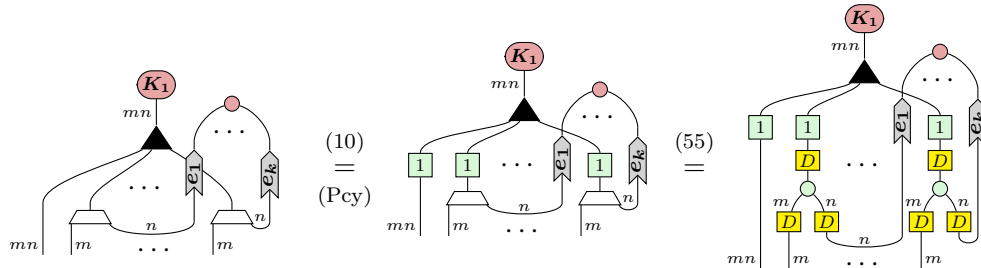 K₁
mn
...
e₁
eₖ
...
n
n
mn
m
...
m
(10)
=
(Pcy)
K₁
mn
...
1
1
...
e₁
1
eₖ
n
n
mn
m
...
m
(55)
=
K₁
mn
...
1
1
e₁
1
eₖ
D
...
D
m
n
m
n
D
D
D
D
n
mn
m
...
m